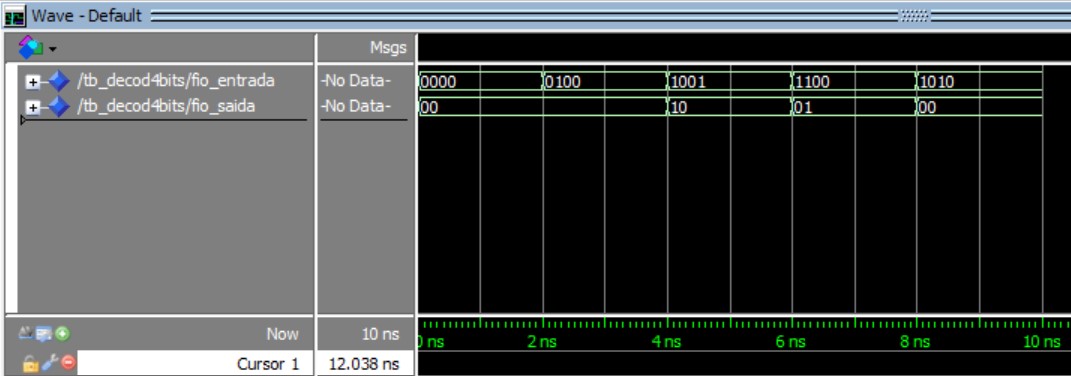 Wave - Default
Msgs
/tb_decod4bits/fio_entrada -No Data- 0000 0100 1001 1100 1010
/tb_decod4bits/fio_saida -No Data- 00 10 01 00
Now 10 ns 0 ns 2 ns 4 ns 6 ns 8 ns 10 ns
Cursor 1 12.038 ns